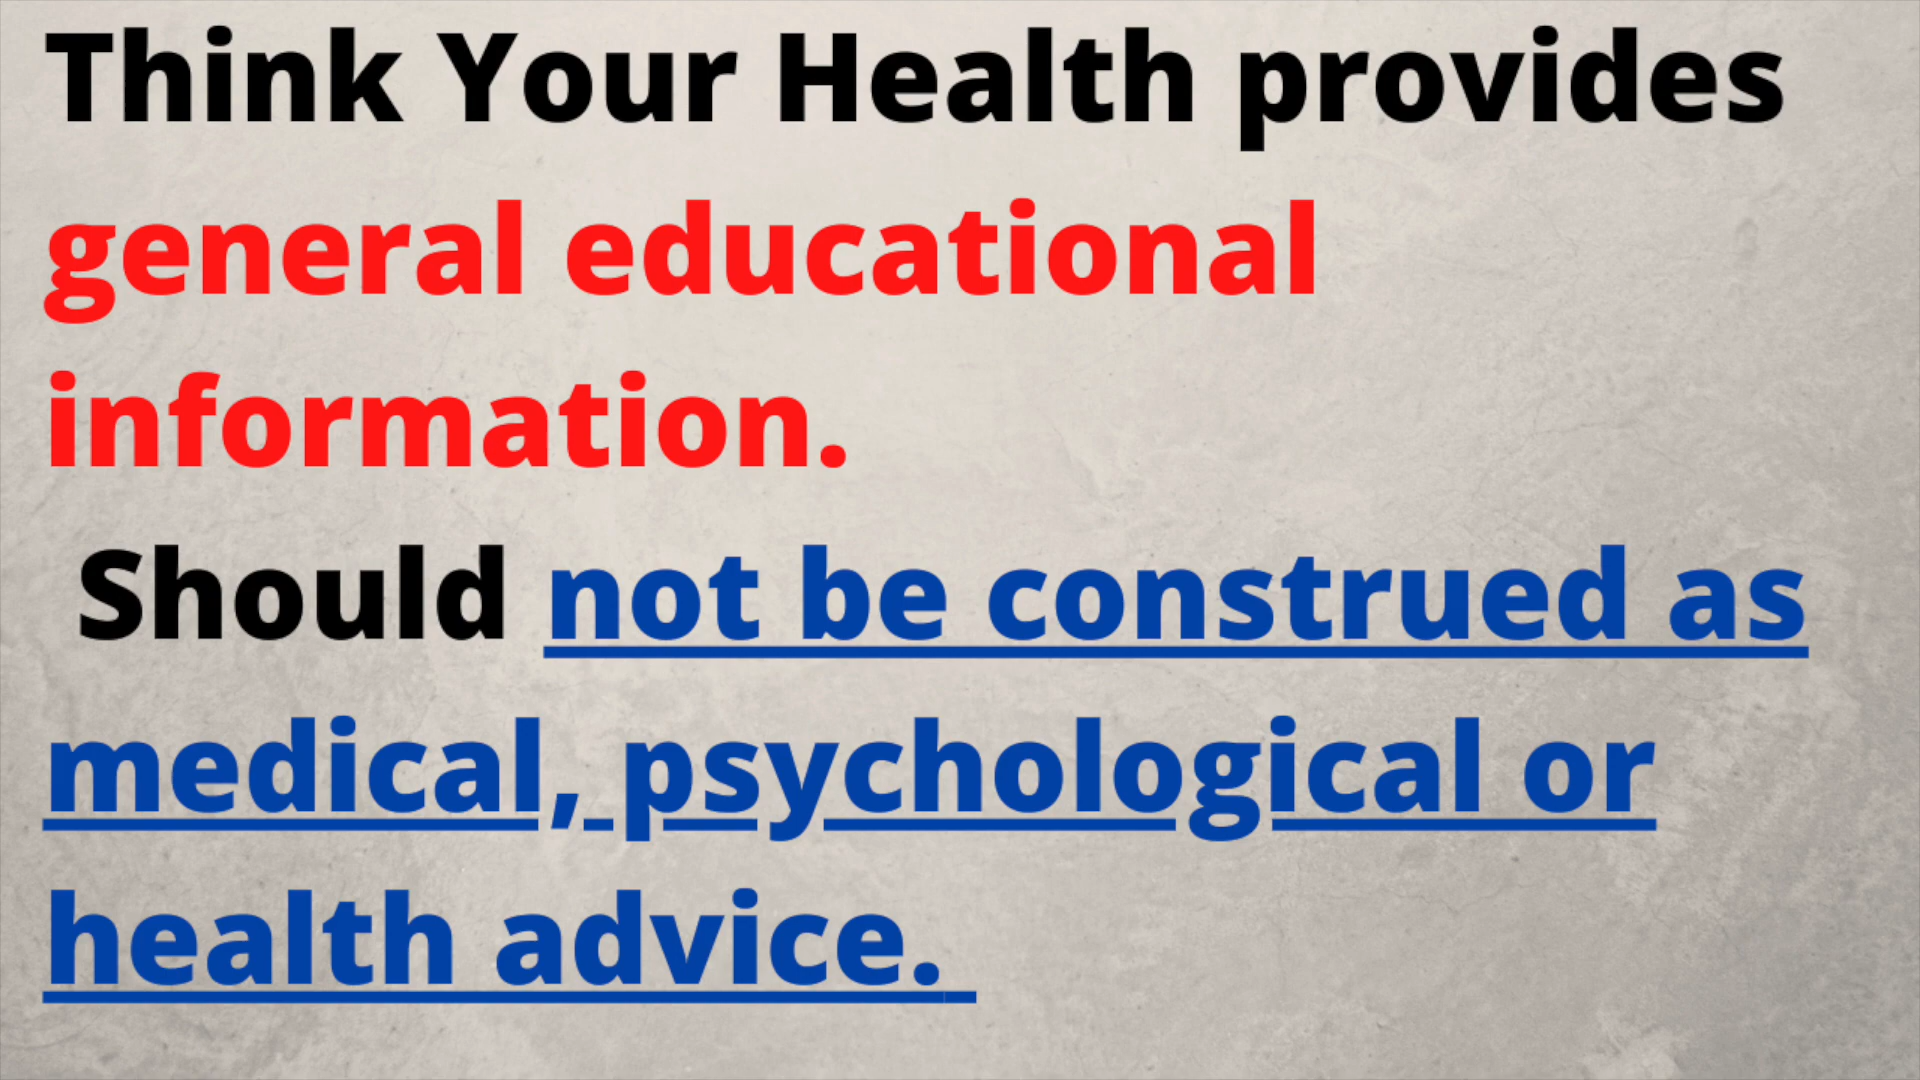 Think Your Health provides
general educational
information.
Should not be construed as
medical, psychological or
health advice.